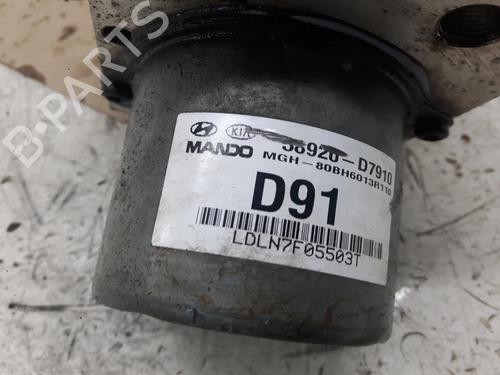 KIA 58920-D7910
MANDO MGH-80BH6013R110
D91
LDLN7F05503T
B-PARTS